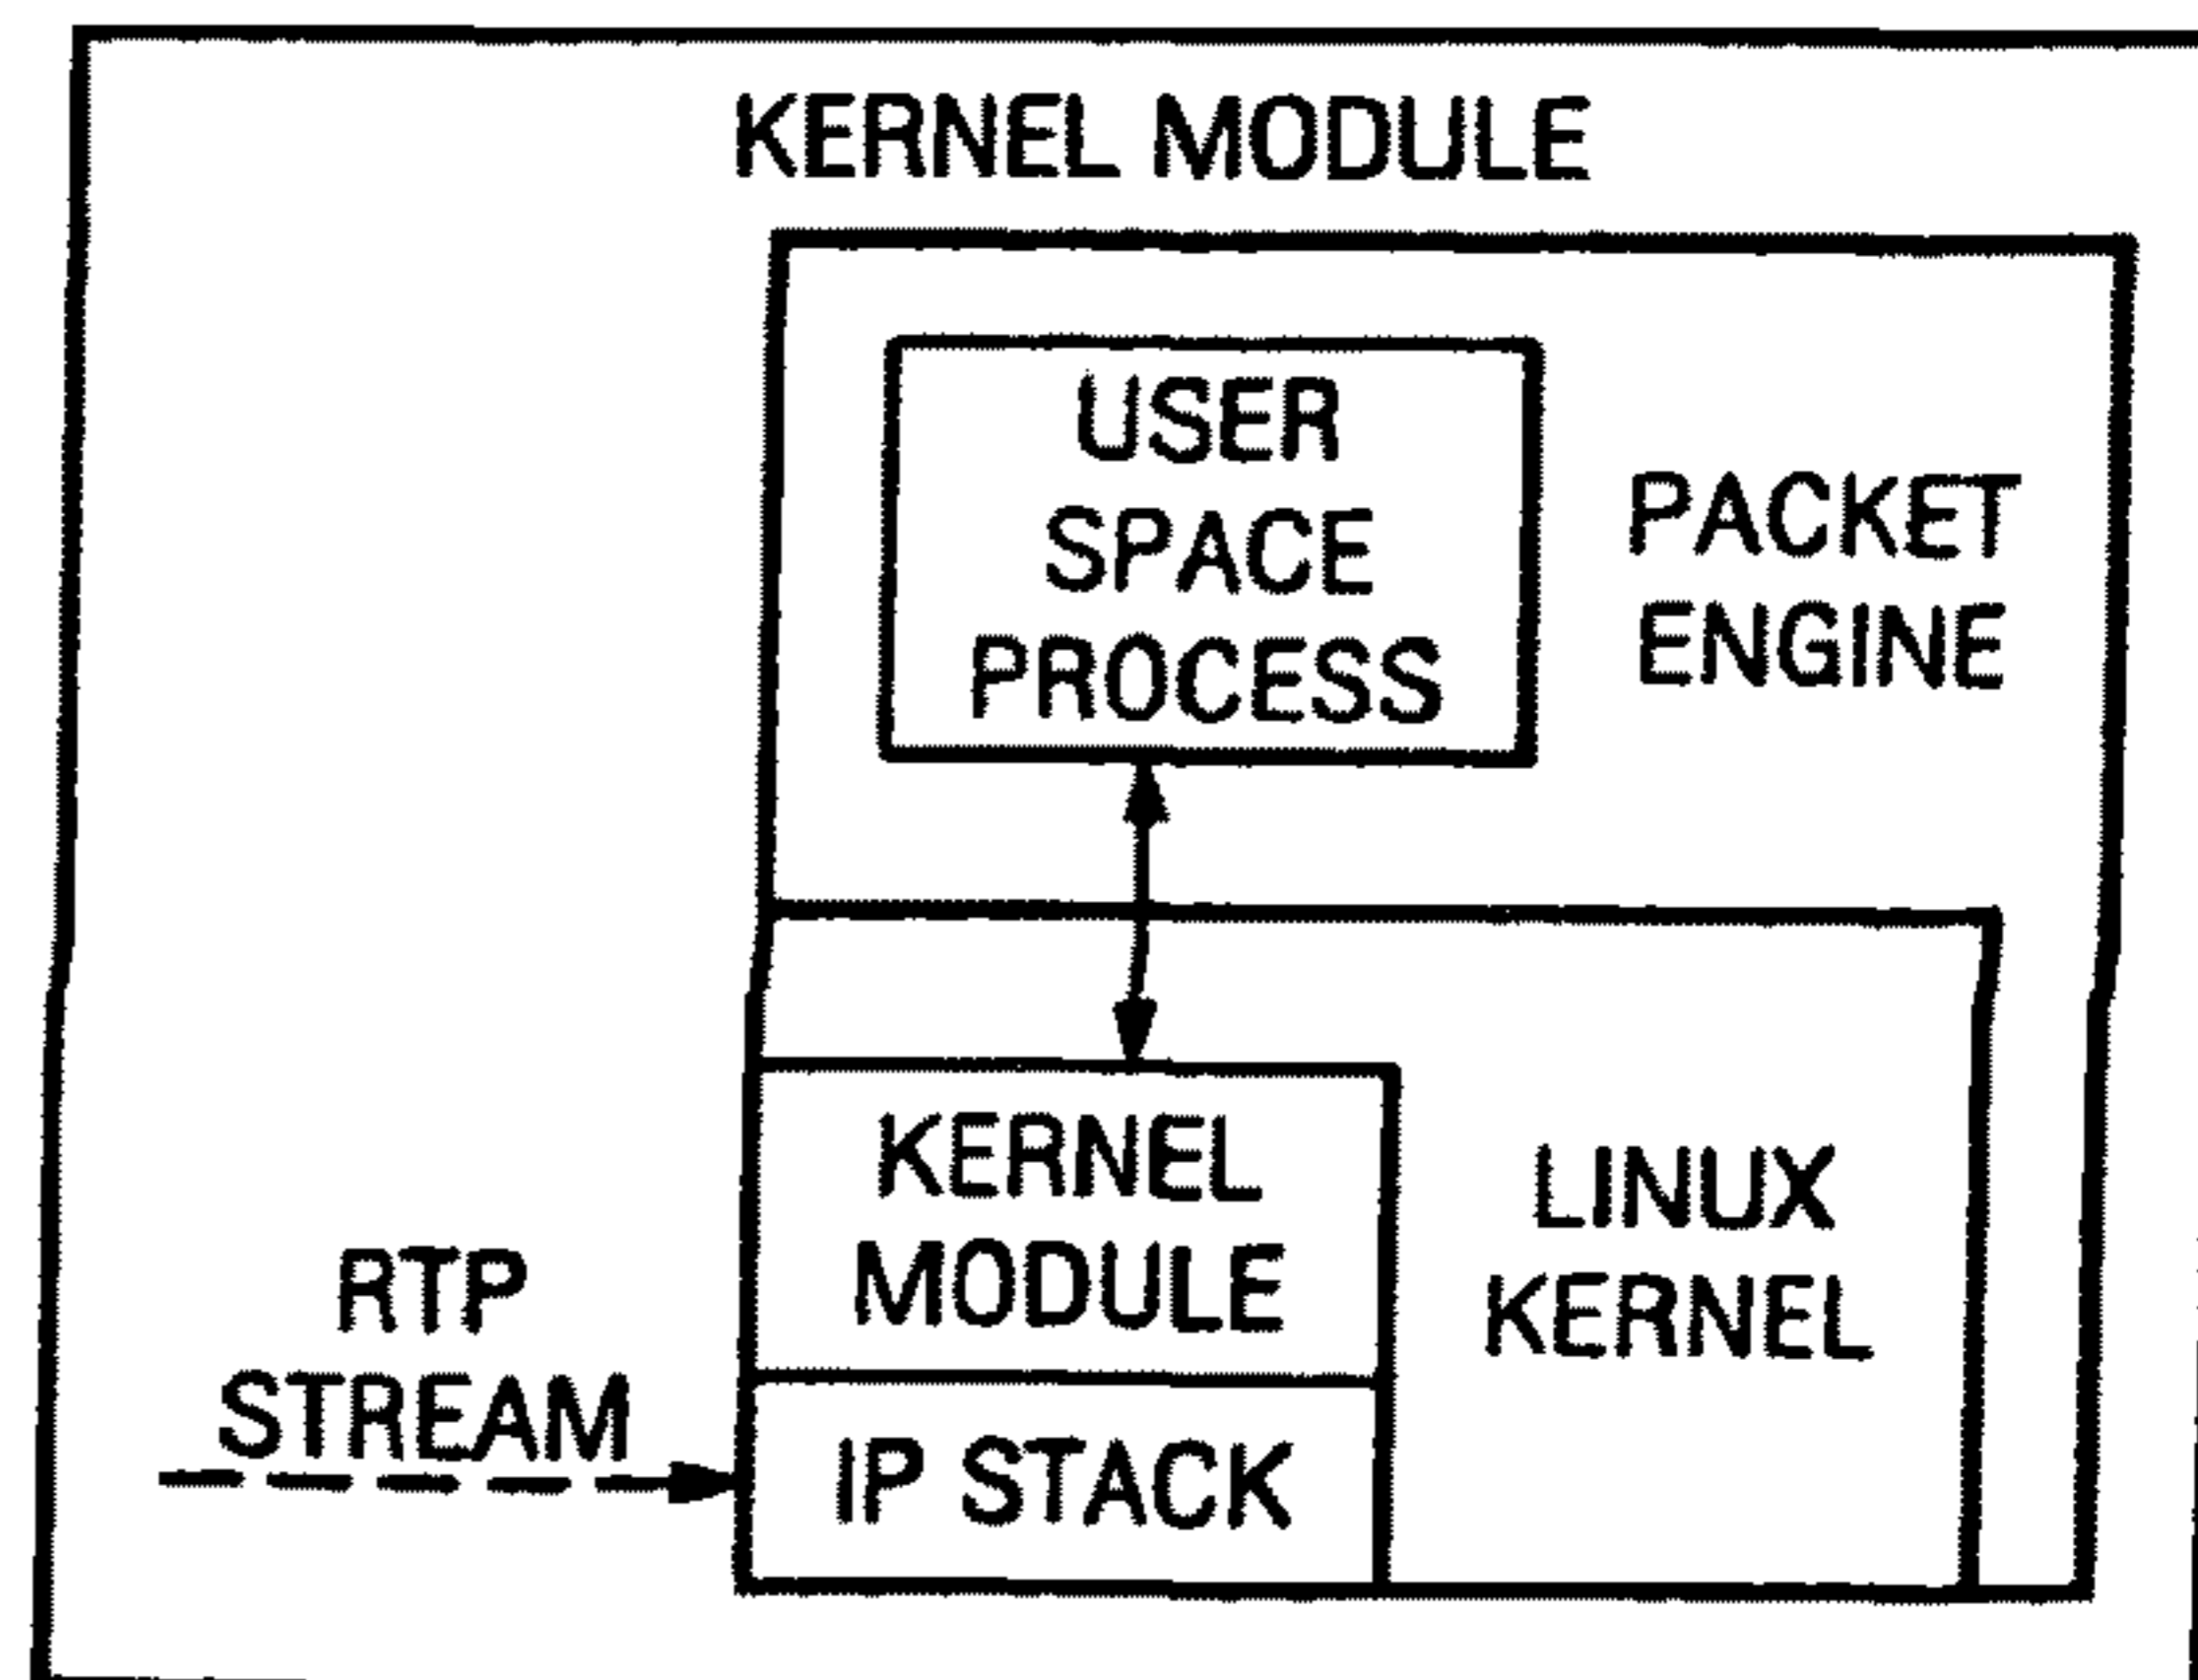 KERNEL MODULE
USER
SPACE
PROCESS
PACKET
ENGINE
KERNEL
MODULE
LINUX
KERNEL
RTP
STREAM
IP STACK